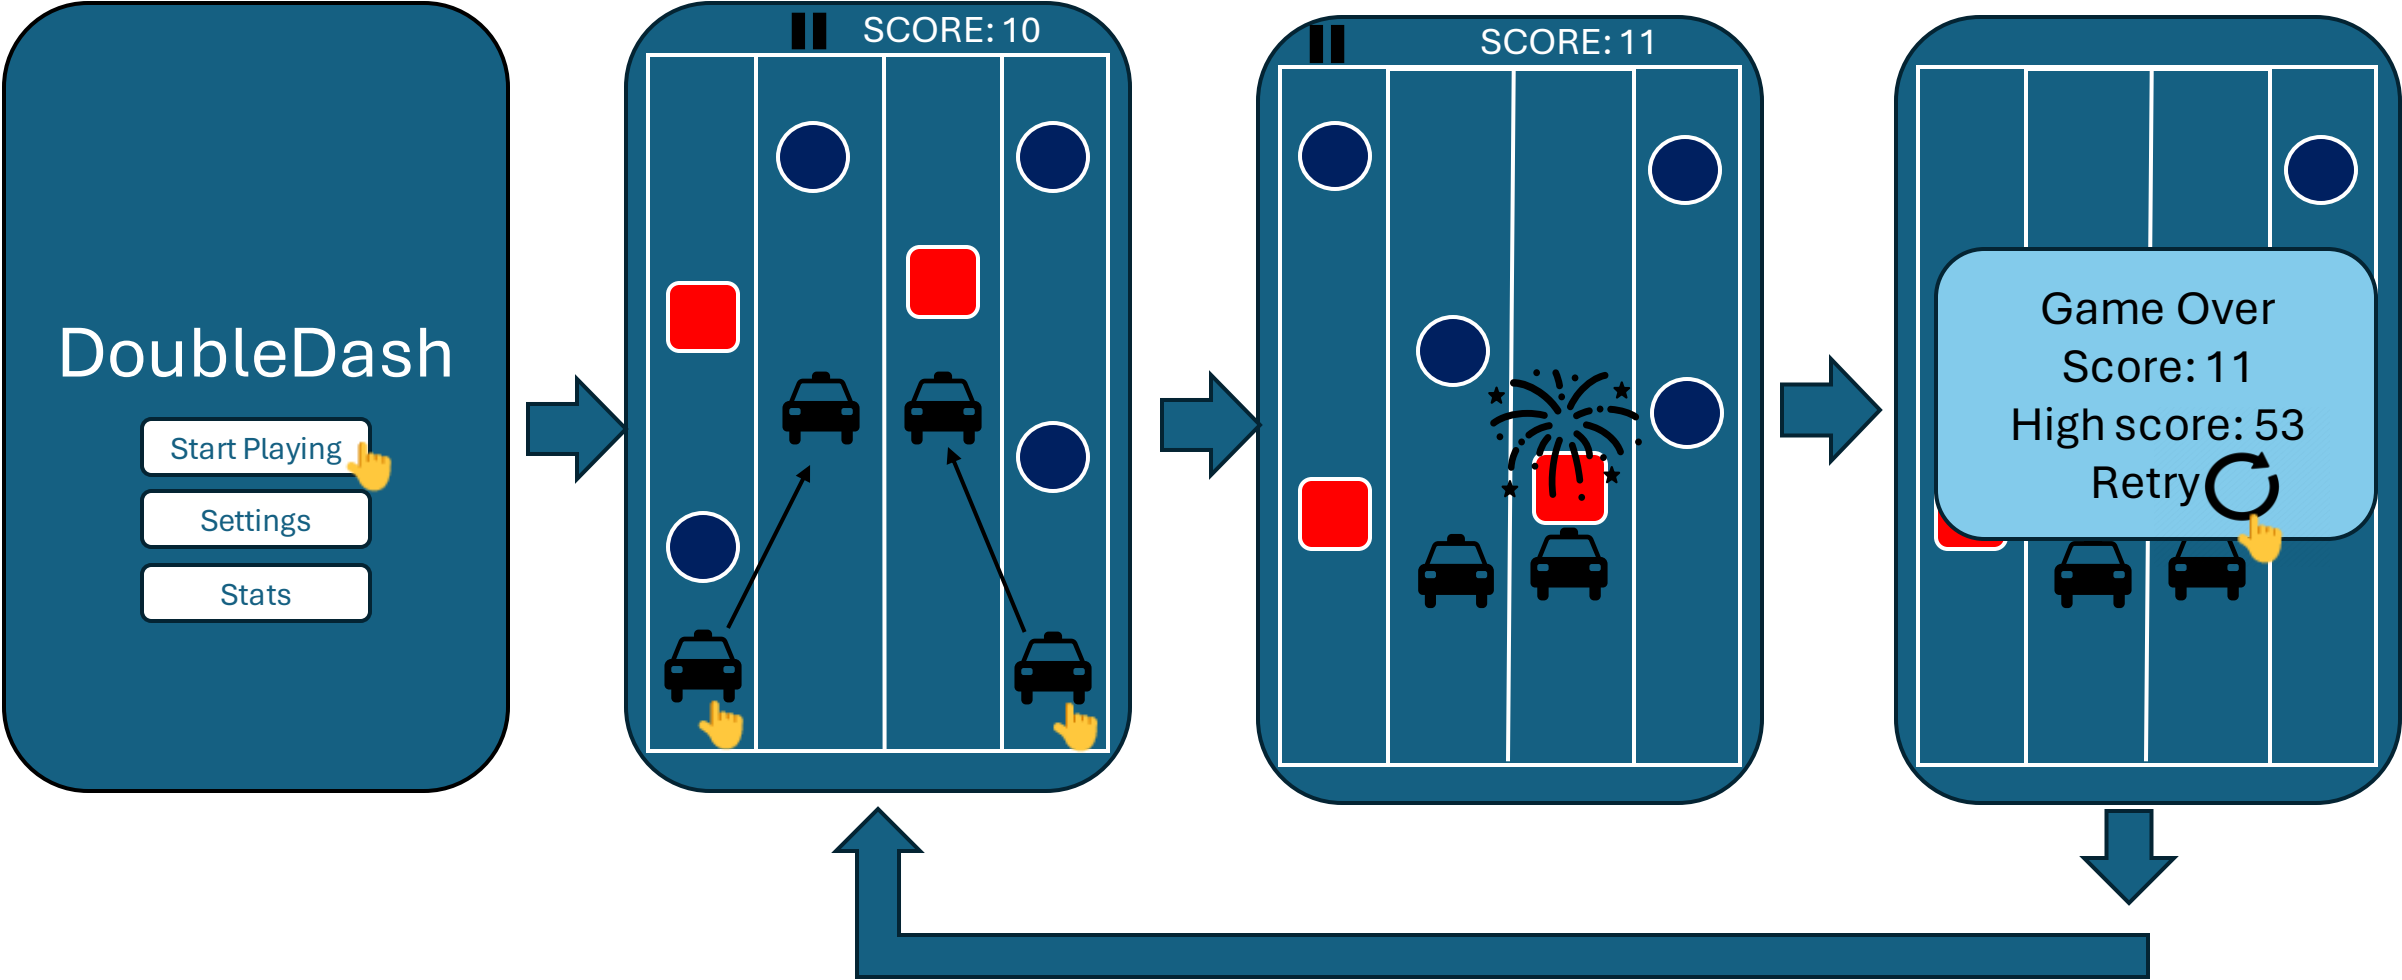 DoubleDash
Start Playing
Settings
Stats
SCORE: 10
SCORE: 11
Game Over
Score: 11
High score: 53
Retry